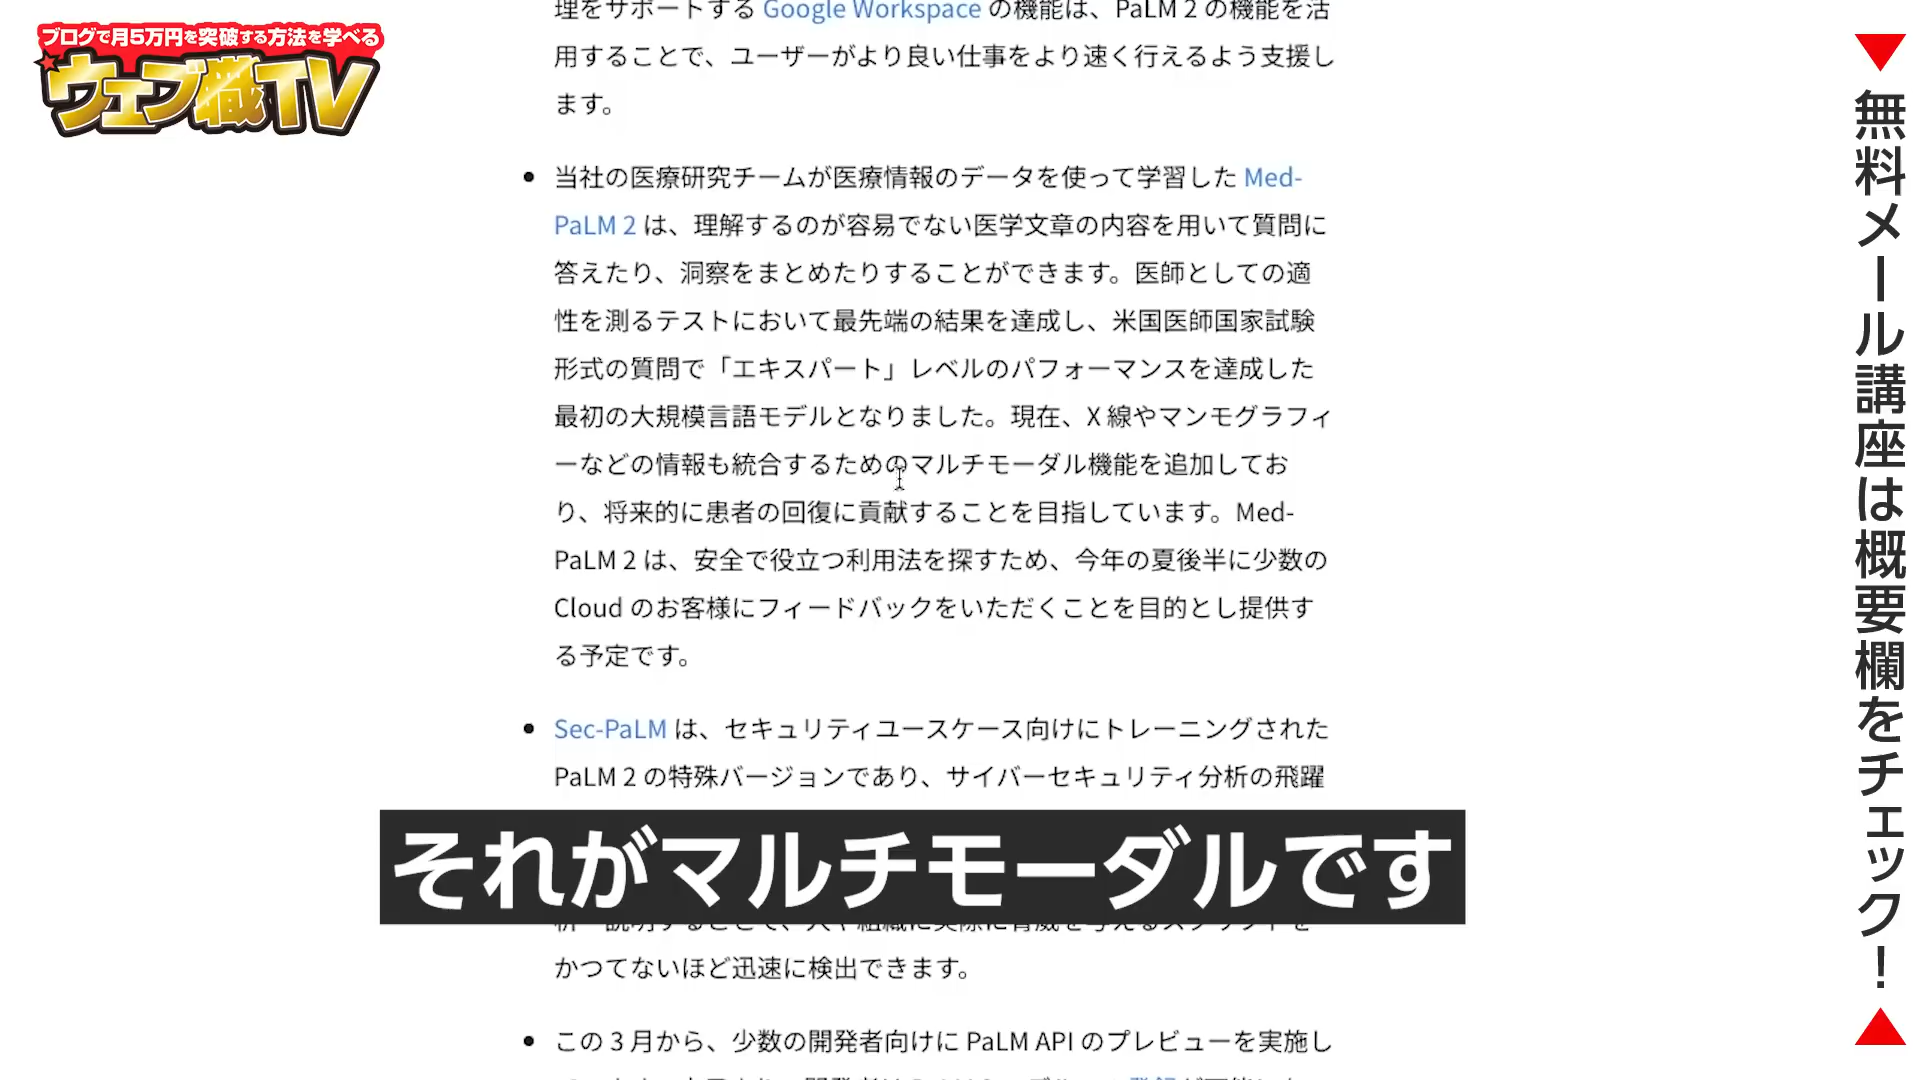 ブログで月5万円を突破する方法を学べる
ウェブ職TV
理をサポートする Google Workspace の機能は、PaLM 2 の機能を活
用することで、ユーザーがより良い仕事をより速く行えるよう支援し
ます。
• 当社の医療研究チームが医療情報のデータを使って学習した Med-
PaLM 2 は、理解するのが容易でない医学文章の内容を用いて質問に
答えたり、洞察をまとめたりすることができます。医師としての適
性を測るテストにおいて最先端の結果を達成し、米国医師国家試験
形式の質問で「エキスパート」レベルのパフォーマンスを達成した
最初の大規模言語モデルとなりました。現在、X 線やマンモグラフィ
ーなどの情報も統合するためのマルチモーダル機能を追加してお
り、将来的に患者の回復に貢献することを目指しています。Med-
PaLM 2 は、安全で役立つ利用法を探すため、今年の夏後半に少数の
Cloud のお客様にフィードバックをいただくことを目的とし提供す
る予定です。
• Sec-PaLM は、セキュリティユースケース向けにトレーニングされた
PaLM 2 の特殊バージョンであり、サイバーセキュリティ分析の飛躍
それがマルチモーダルです
かつてないほど迅速に検出できます。
• この 3 月から、少数の開発者向けに PaLM API のプレビューを実施し
▼無料メール講座は概要欄をチェック！▲